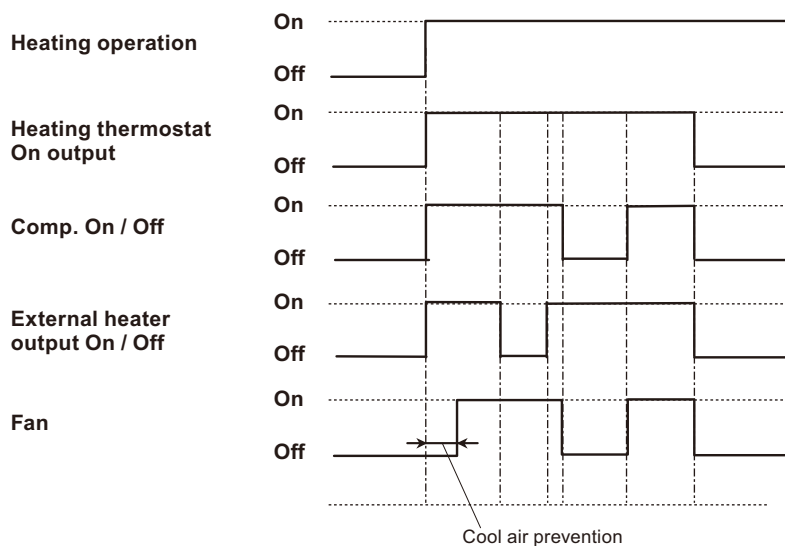 On
Heating operation
Off
On
Heating thermostat
On output
Off
On
Comp. On / Off
Off
On
External heater
output On / Off
Off
On
Fan
Off
Cool air prevention